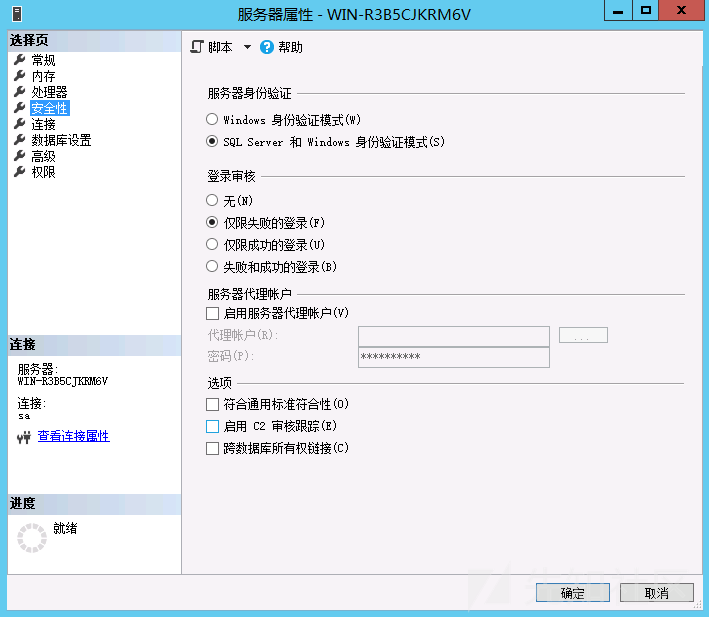 服务器属性 - WIN-R3B5CJKRM6V
选择页
常规
内存
处理器
安全性
连接
数据库设置
高级
权限
连接
服务器:
WIN-R3B5CJKRM6V
连接:
sa
查看连接属性
进度
就绪
脚本 帮助
服务器身份验证
Windows 身份验证模式(W)
SQL Server 和 Windows 身份验证模式(S)
登录审核
无(N)
仅限失败的登录(F)
仅限成功的登录(U)
失败和成功的登录(B)
服务器代理帐户
启用服务器代理帐户(V)
代理帐户(R):
...
密码(P):
**********
选项
符合通用标准符合性(O)
启用 C2 审核跟踪(E)
跨数据库所有权链接(C)
确定
取消